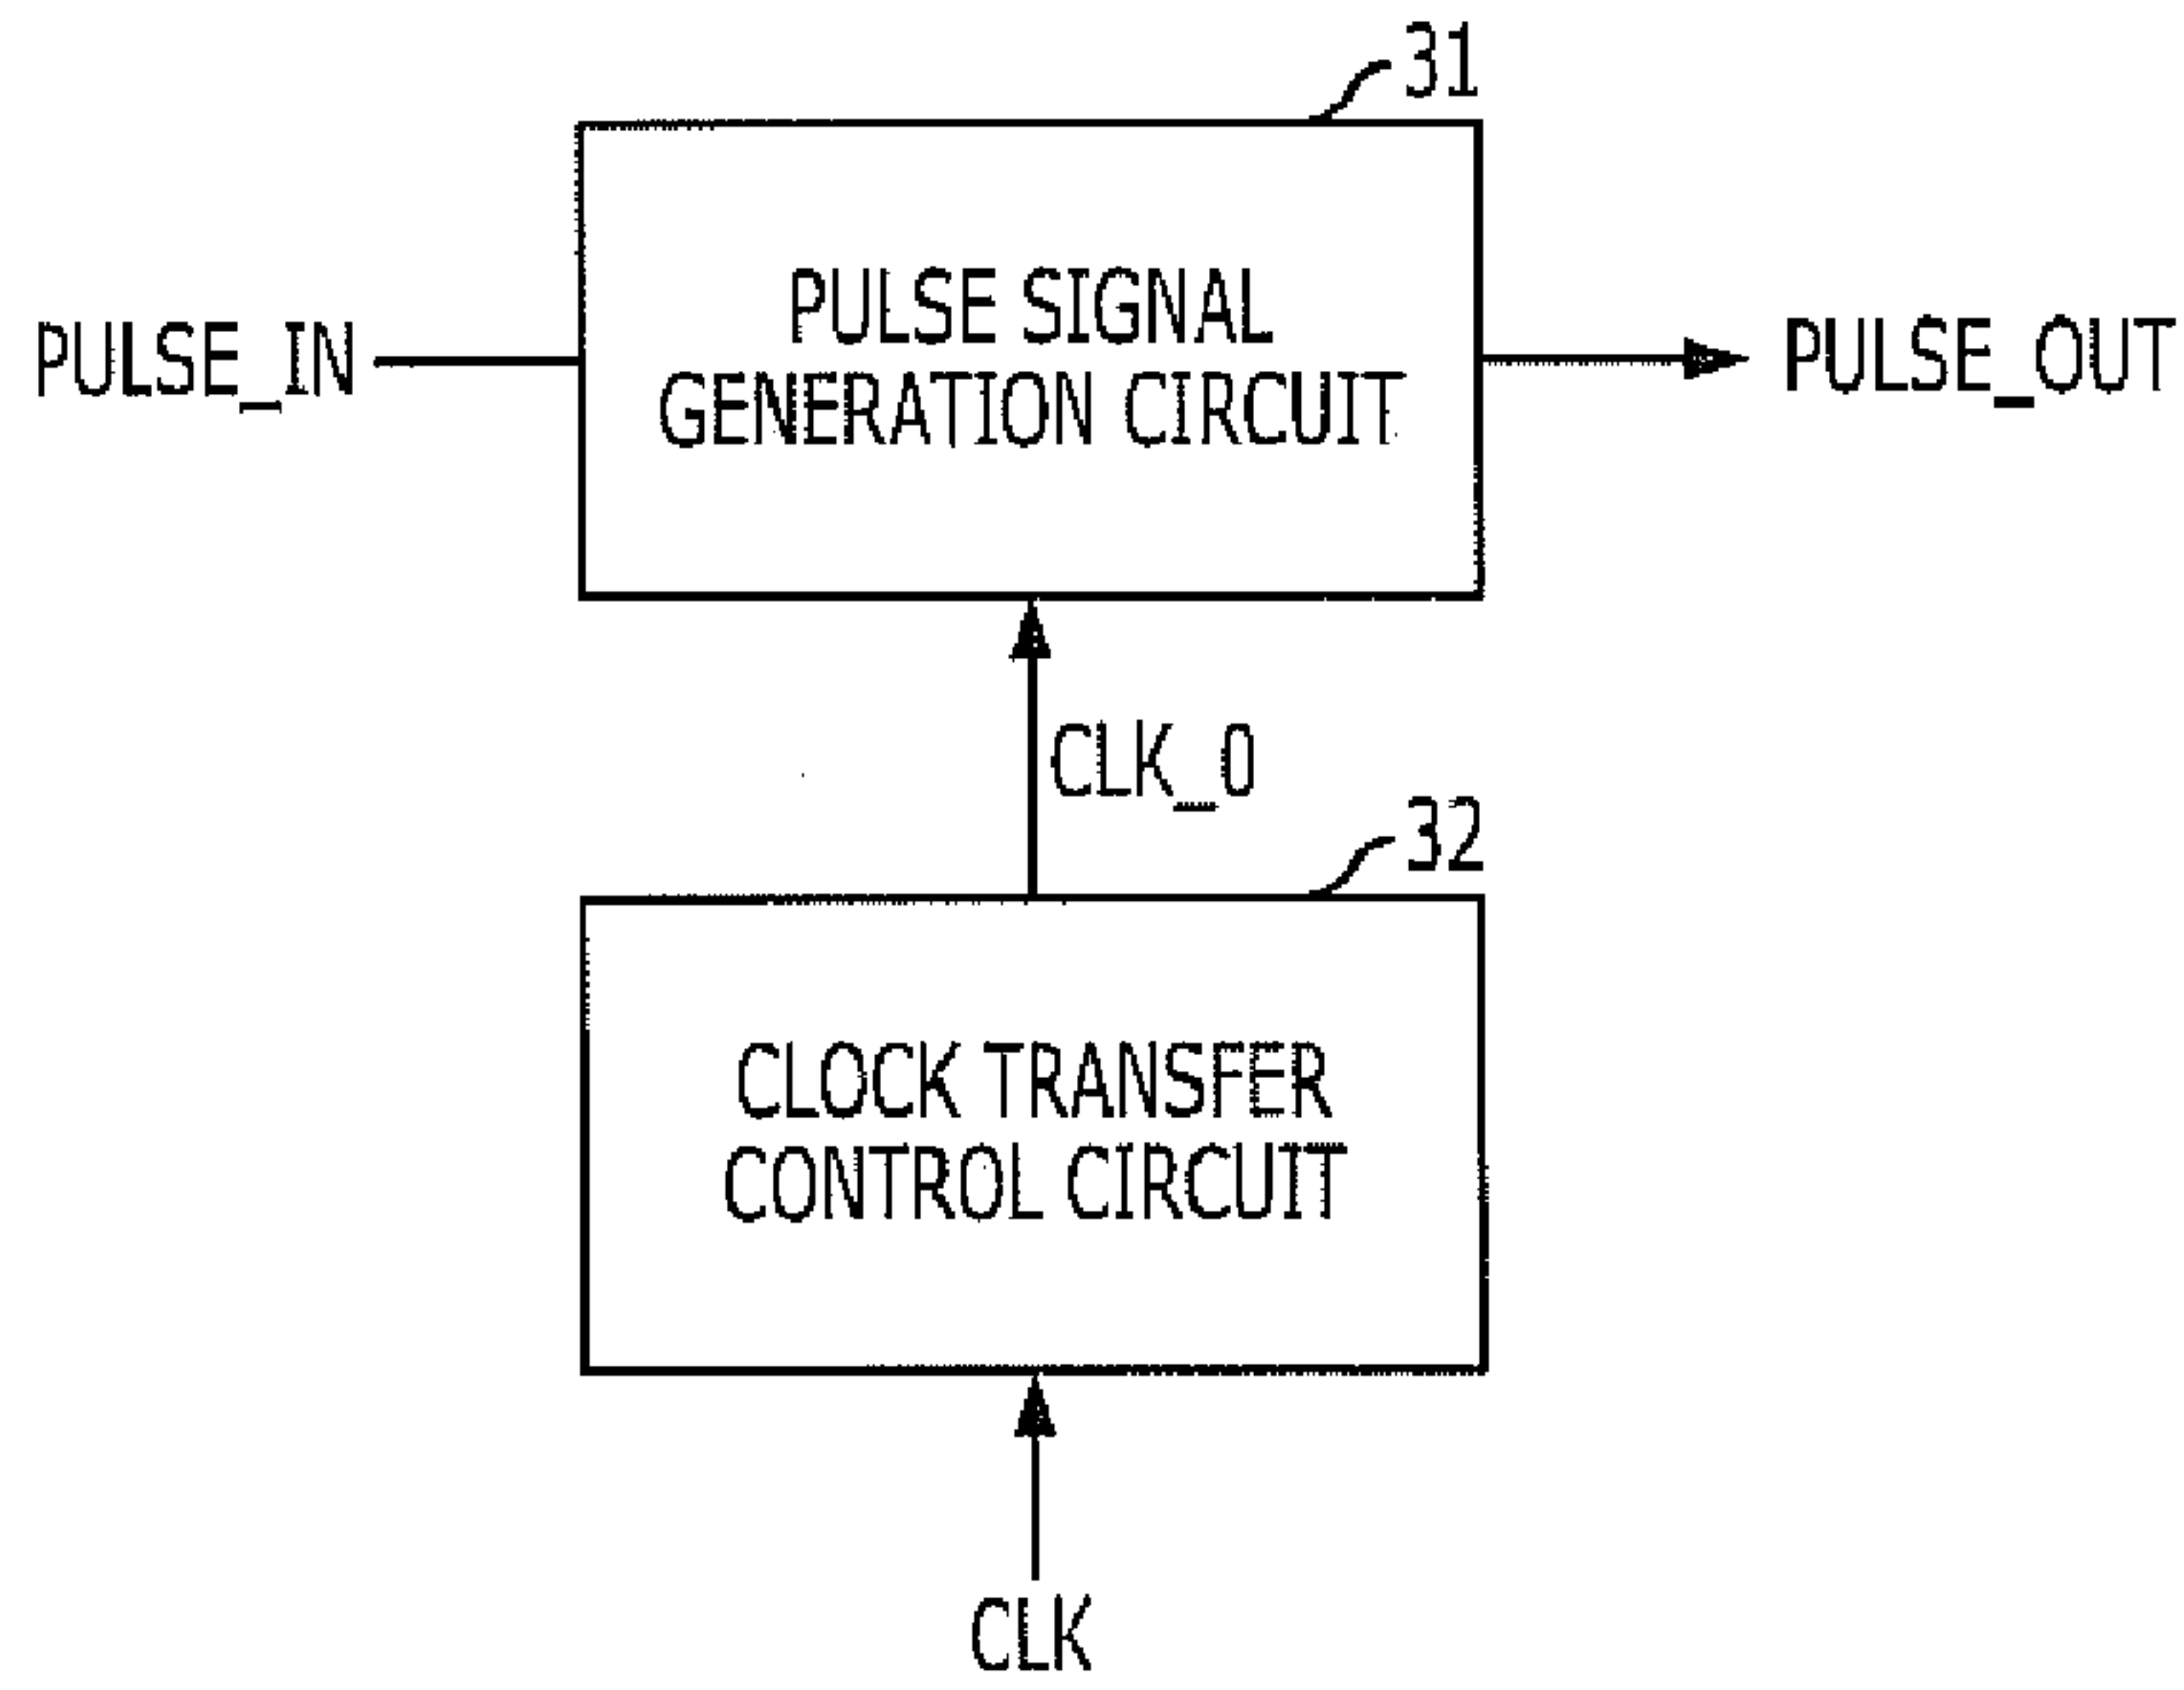 31
PULSE SIGNAL
GENERATION CIRCUIT
PULSE_IN
PULSE_OUT
CLK_0
32
CLOCK TRANSFER
CONTROL CIRCUIT
CLK